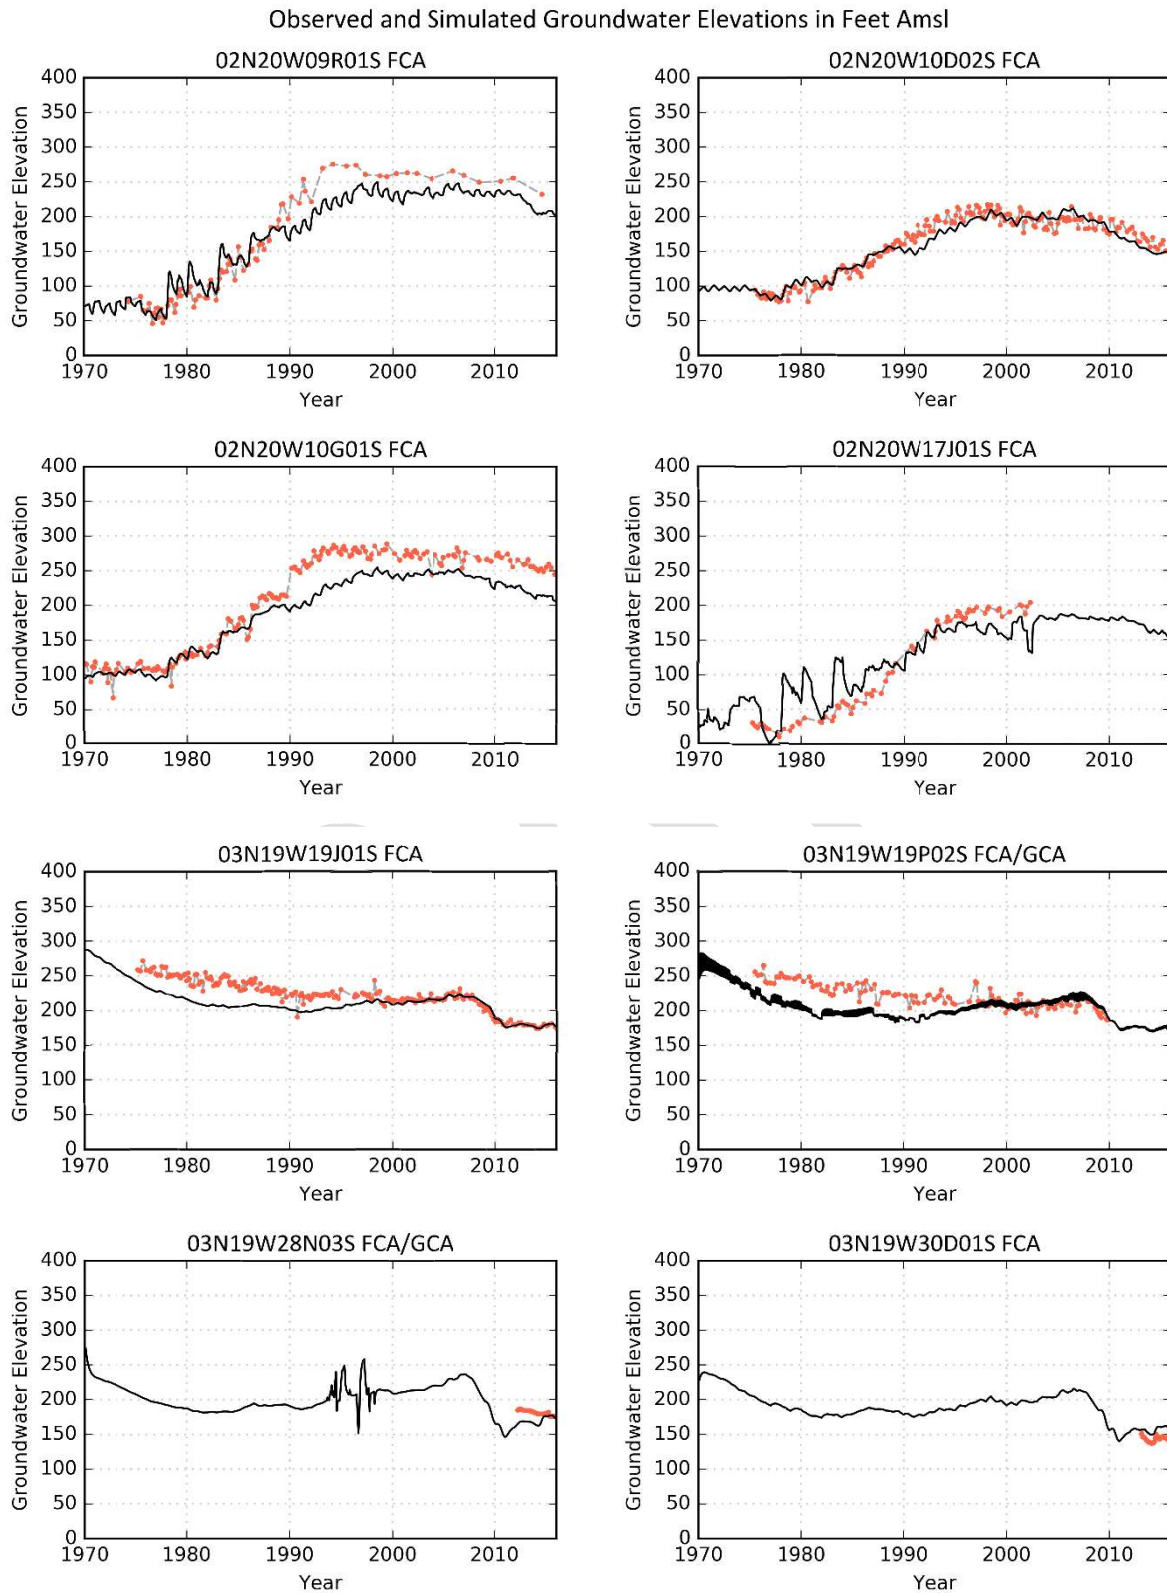 Observed and Simulated Groundwater Elevations in Feet Amsl
02N20W09R01S FCA
400
350
300
250
200
150
100
50
0
Groundwater Elevation
1970 1980 1990 2000 2010
Year
02N20W10D02S FCA
400
350
300
250
200
150
100
50
0
Groundwater Elevation
1970 1980 1990 2000 2010
Year
02N20W10G01S FCA
400
350
300
250
200
150
100
50
0
Groundwater Elevation
1970 1980 1990 2000 2010
Year
02N20W17J01S FCA
400
350
300
250
200
150
100
50
0
Groundwater Elevation
1970 1980 1990 2000 2010
Year
03N19W19J01S FCA
400
350
300
250
200
150
100
50
0
Groundwater Elevation
1970 1980 1990 2000 2010
Year
03N19W19P02S FCA/GCA
400
350
300
250
200
150
100
50
0
Groundwater Elevation
1970 1980 1990 2000 2010
Year
03N19W28N03S FCA/GCA
400
350
300
250
200
150
100
50
0
Groundwater Elevation
1970 1980 1990 2000 2010
Year
03N19W30D01S FCA
400
350
300
250
200
150
100
50
0
Groundwater Elevation
1970 1980 1990 2000 2010
Year